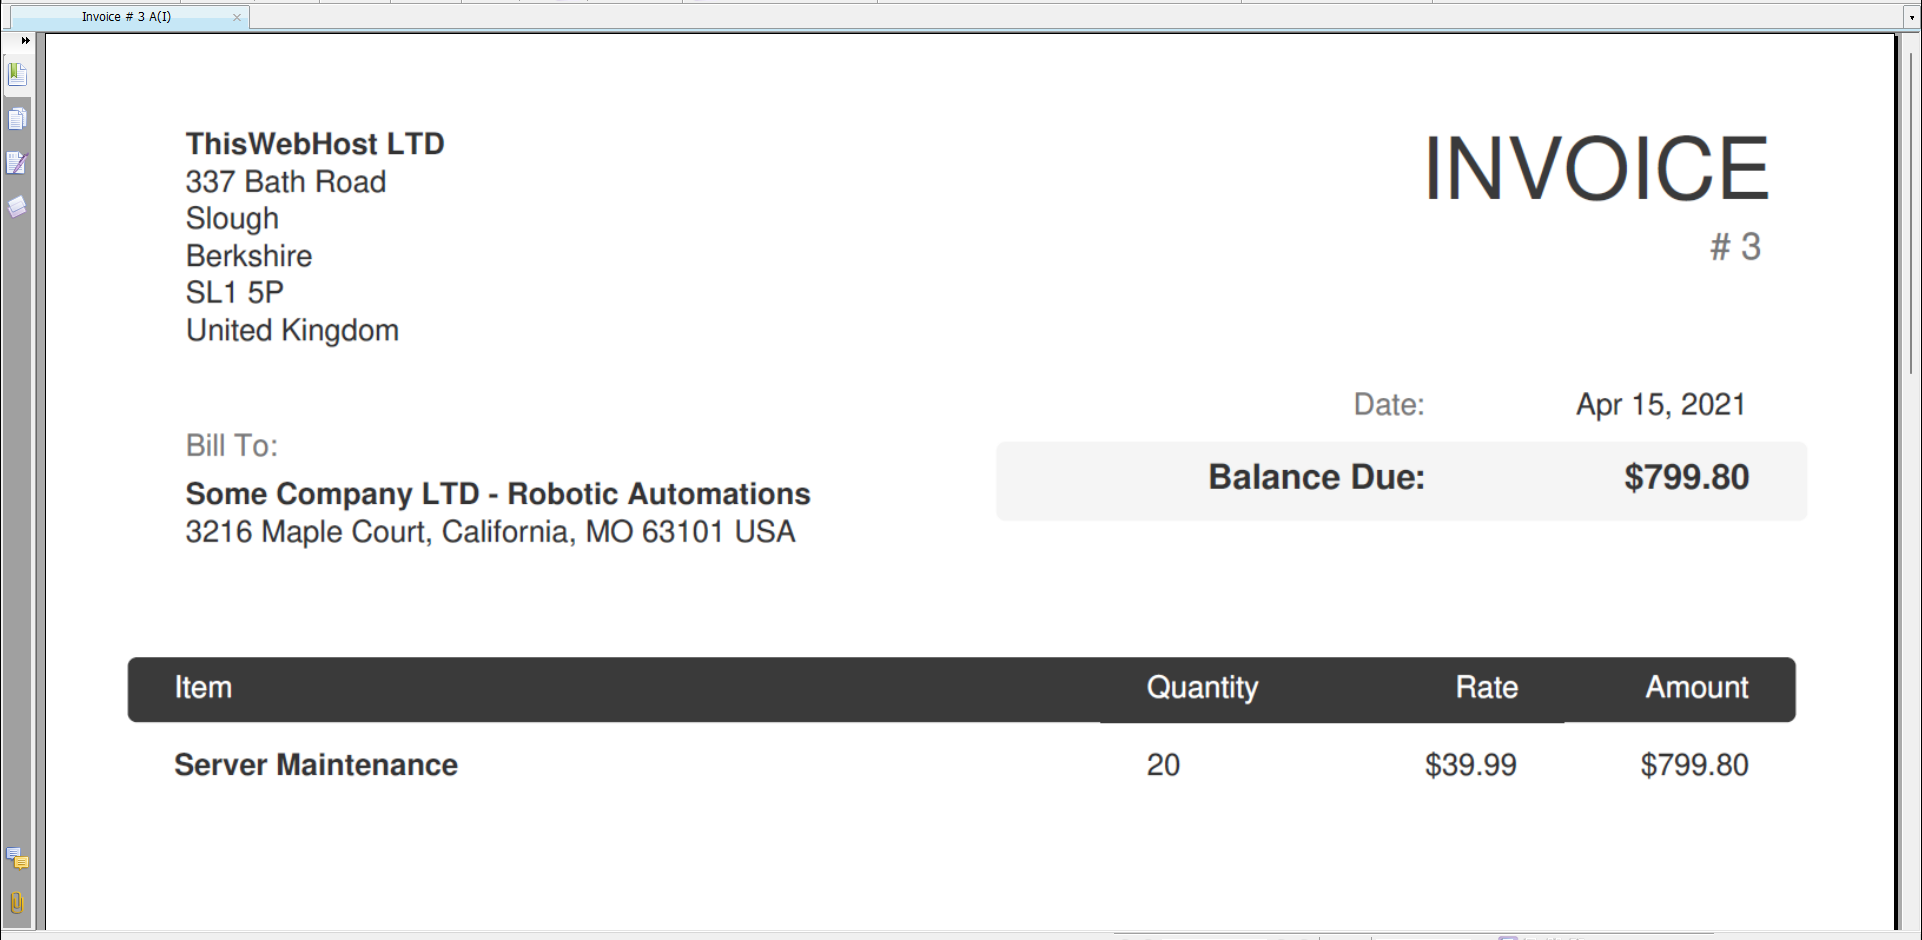 Invoice # 3 A(I)
ThisWebHost LTD
337 Bath Road
Slough
Berkshire
SL1 5P
United Kingdom
INVOICE
# 3
Date: Apr 15, 2021
Balance Due: $799.80
Bill To:
Some Company LTD - Robotic Automations
3216 Maple Court, California, MO 63101 USA
Item Quantity Rate Amount
Server Maintenance 20 $39.99 $799.80